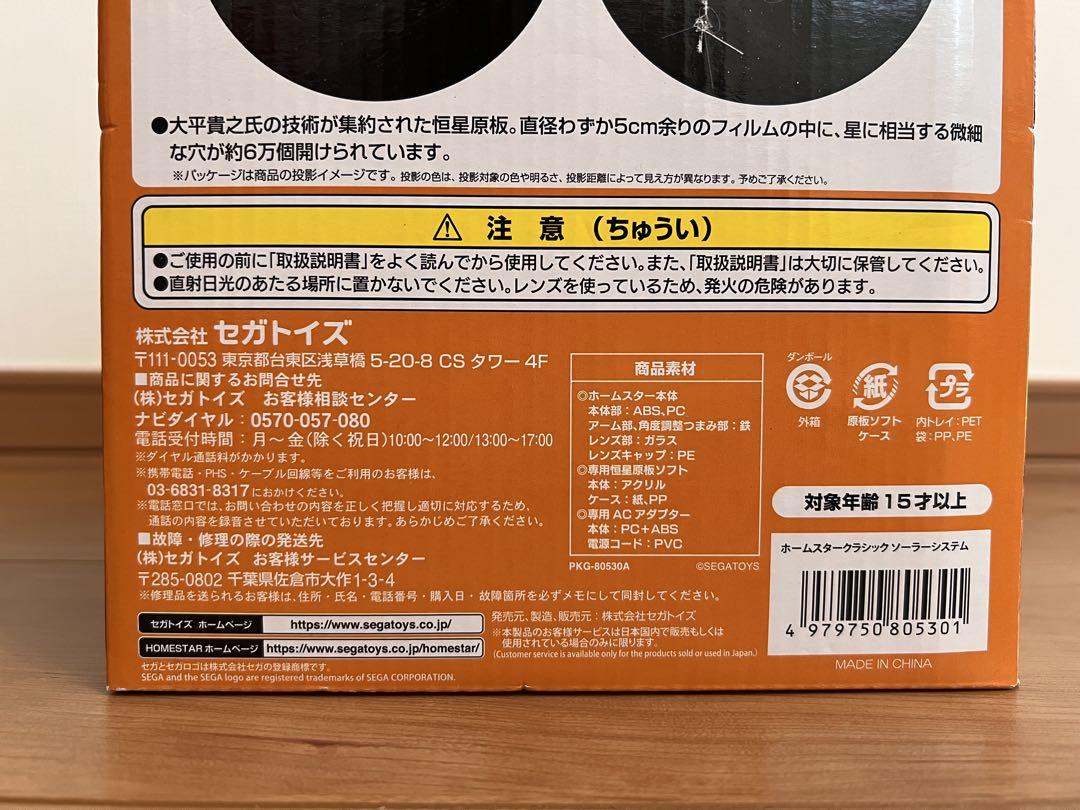 ●大平貴之氏の技術が集約された恒星原板。直径わずか5cm余りのフィルムの中に、星に相当する微細
な穴が約6万個開けられています。
※パッケージは商品の投影イメージです。投影の色は、投影対象の色や明るさ、投影距離によって見え方が異なります。予めご了承ください。
⚠ 注 意 (ちゅうい)
●ご使用の前に「取扱説明書」をよく読んでから使用してください。また、「取扱説明書」は大切に保管してください。
●直射日光のあたる場所に置かないでください。レンズを使っているため、発火の危険があります。
株式会社 セガトイズ
〒111-0053 東京都台東区浅草橋 5-20-8 CS タワー 4F
■商品に関するお問合せ先
(株)セガトイズ お客様相談センター
ナビダイヤル:0570-057-080
電話受付時間:月～金(除く祝日)10:00～12:00/13:00～17:00
※ダイヤル通話料がかかります。
※携帯電話・PHS・ケーブル回線等をご利用のお客様は、
03-6831-8317におかけください。
※電話窓口では、お問い合わせの内容を正しく把握し適切に対応するため、
通話の内容を録音させていただいております。あらかじめご了承ください。
■故障・修理の際の発送先
(株)セガトイズ お客様サービスセンター
〒285-0802 千葉県佐倉市大作1-3-4
※修理品を送られるお客様は、住所・氏名・電話番号・購入日・故障箇所を必ずメモにして同封してください。
セガトイズ ホームページ https://www.segatoys.co.jp/
HOMESTAR ホームページ https://www.segatoys.co.jp/homestar/
セガとセガロゴは株式会社セガの登録商標です。
SEGA and the SEGA logo are registered trademarks of SEGA CORPORATION.
商品素材
◎ホームスター本体
本体部:ABS、PC
アーム部、角度調整つまみ部:鉄
レンズ部:ガラス
レンズキャップ:PE
◎専用恒星原板ソフト
本体:アクリル
ケース:紙、PP
◎専用ACアダプター
本体:PC+ABS
電源コード:PVC
PKG-80530A ©SEGATOYS
発売元、製造、販売元:株式会社セガトイズ
※本製品のお客様サービスは日本国内で販売もしくは
使用されている場合のみに限ります。
(Customer service is available only for the products sold or used in Japan.)
ダンボール
外箱
紙
原板ソフト
ケース
プラ
内トレイ:PET
袋:PP、PE
対象年齢15才以上
ホームスタークラシック ソーラーシステム
4 979750 805301
MADE IN CHINA